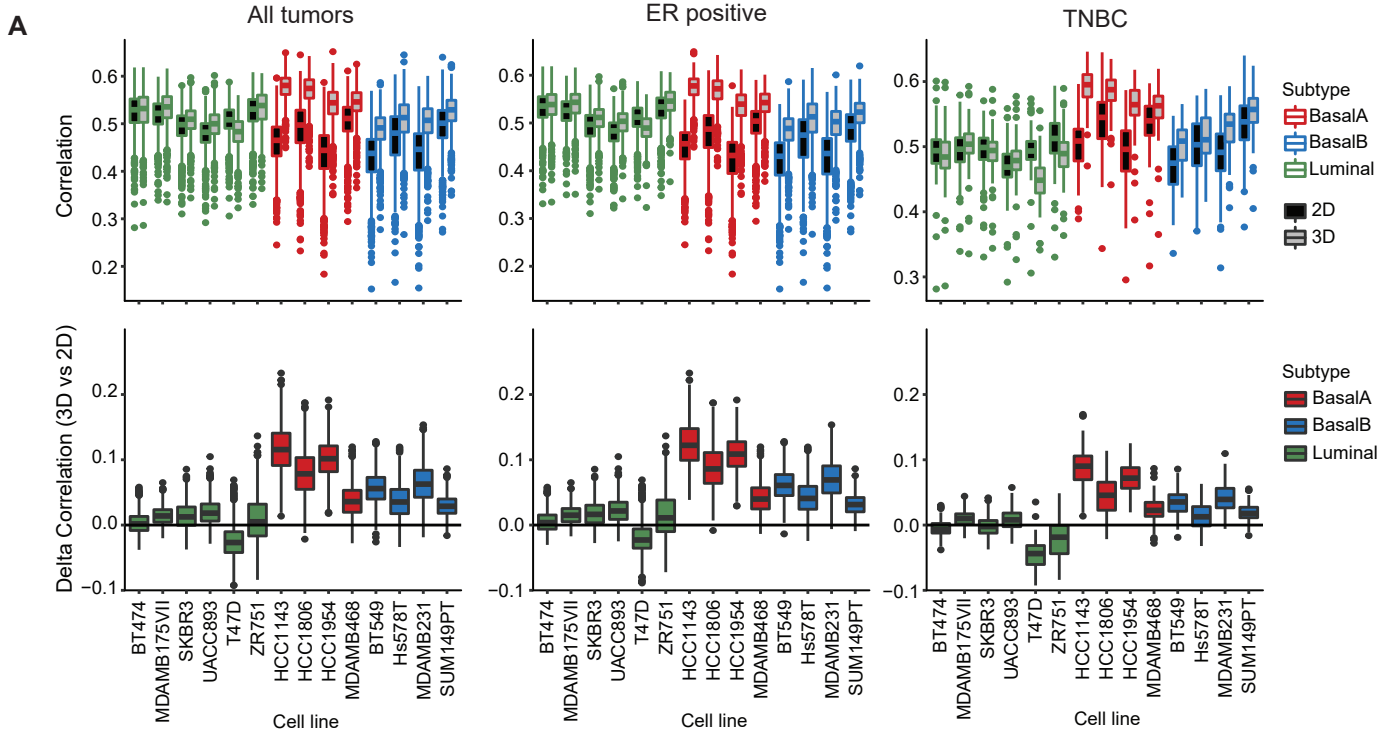 A
All tumors
ER positive
TNBC
Correlation
0.6
0.5
0.4
0.3
0.2
0.6
0.5
0.4
0.3
0.2
0.6
0.5
0.4
0.3
Subtype
BasalA
BasalB
Luminal
2D
3D
Delta Correlation (3D vs 2D)
0.2
0.1
0.0
−0.1
0.2
0.1
0.0
−0.1
0.2
0.1
0.0
−0.1
Subtype
BasalA
BasalB
Luminal
BT474
MDAMB175VII
SKBR3
UACC893
T47D
ZR751
HCC1143
HCC1806
HCC1954
MDAMB468
BT549
Hs578T
MDAMB231
SUM149PT
BT474
MDAMB175VII
SKBR3
UACC893
T47D
ZR751
HCC1143
HCC1806
HCC1954
MDAMB468
BT549
Hs578T
MDAMB231
SUM149PT
BT474
MDAMB175VII
SKBR3
UACC893
T47D
ZR751
HCC1143
HCC1806
HCC1954
MDAMB468
BT549
Hs578T
MDAMB231
SUM149PT
Cell line
Cell line
Cell line